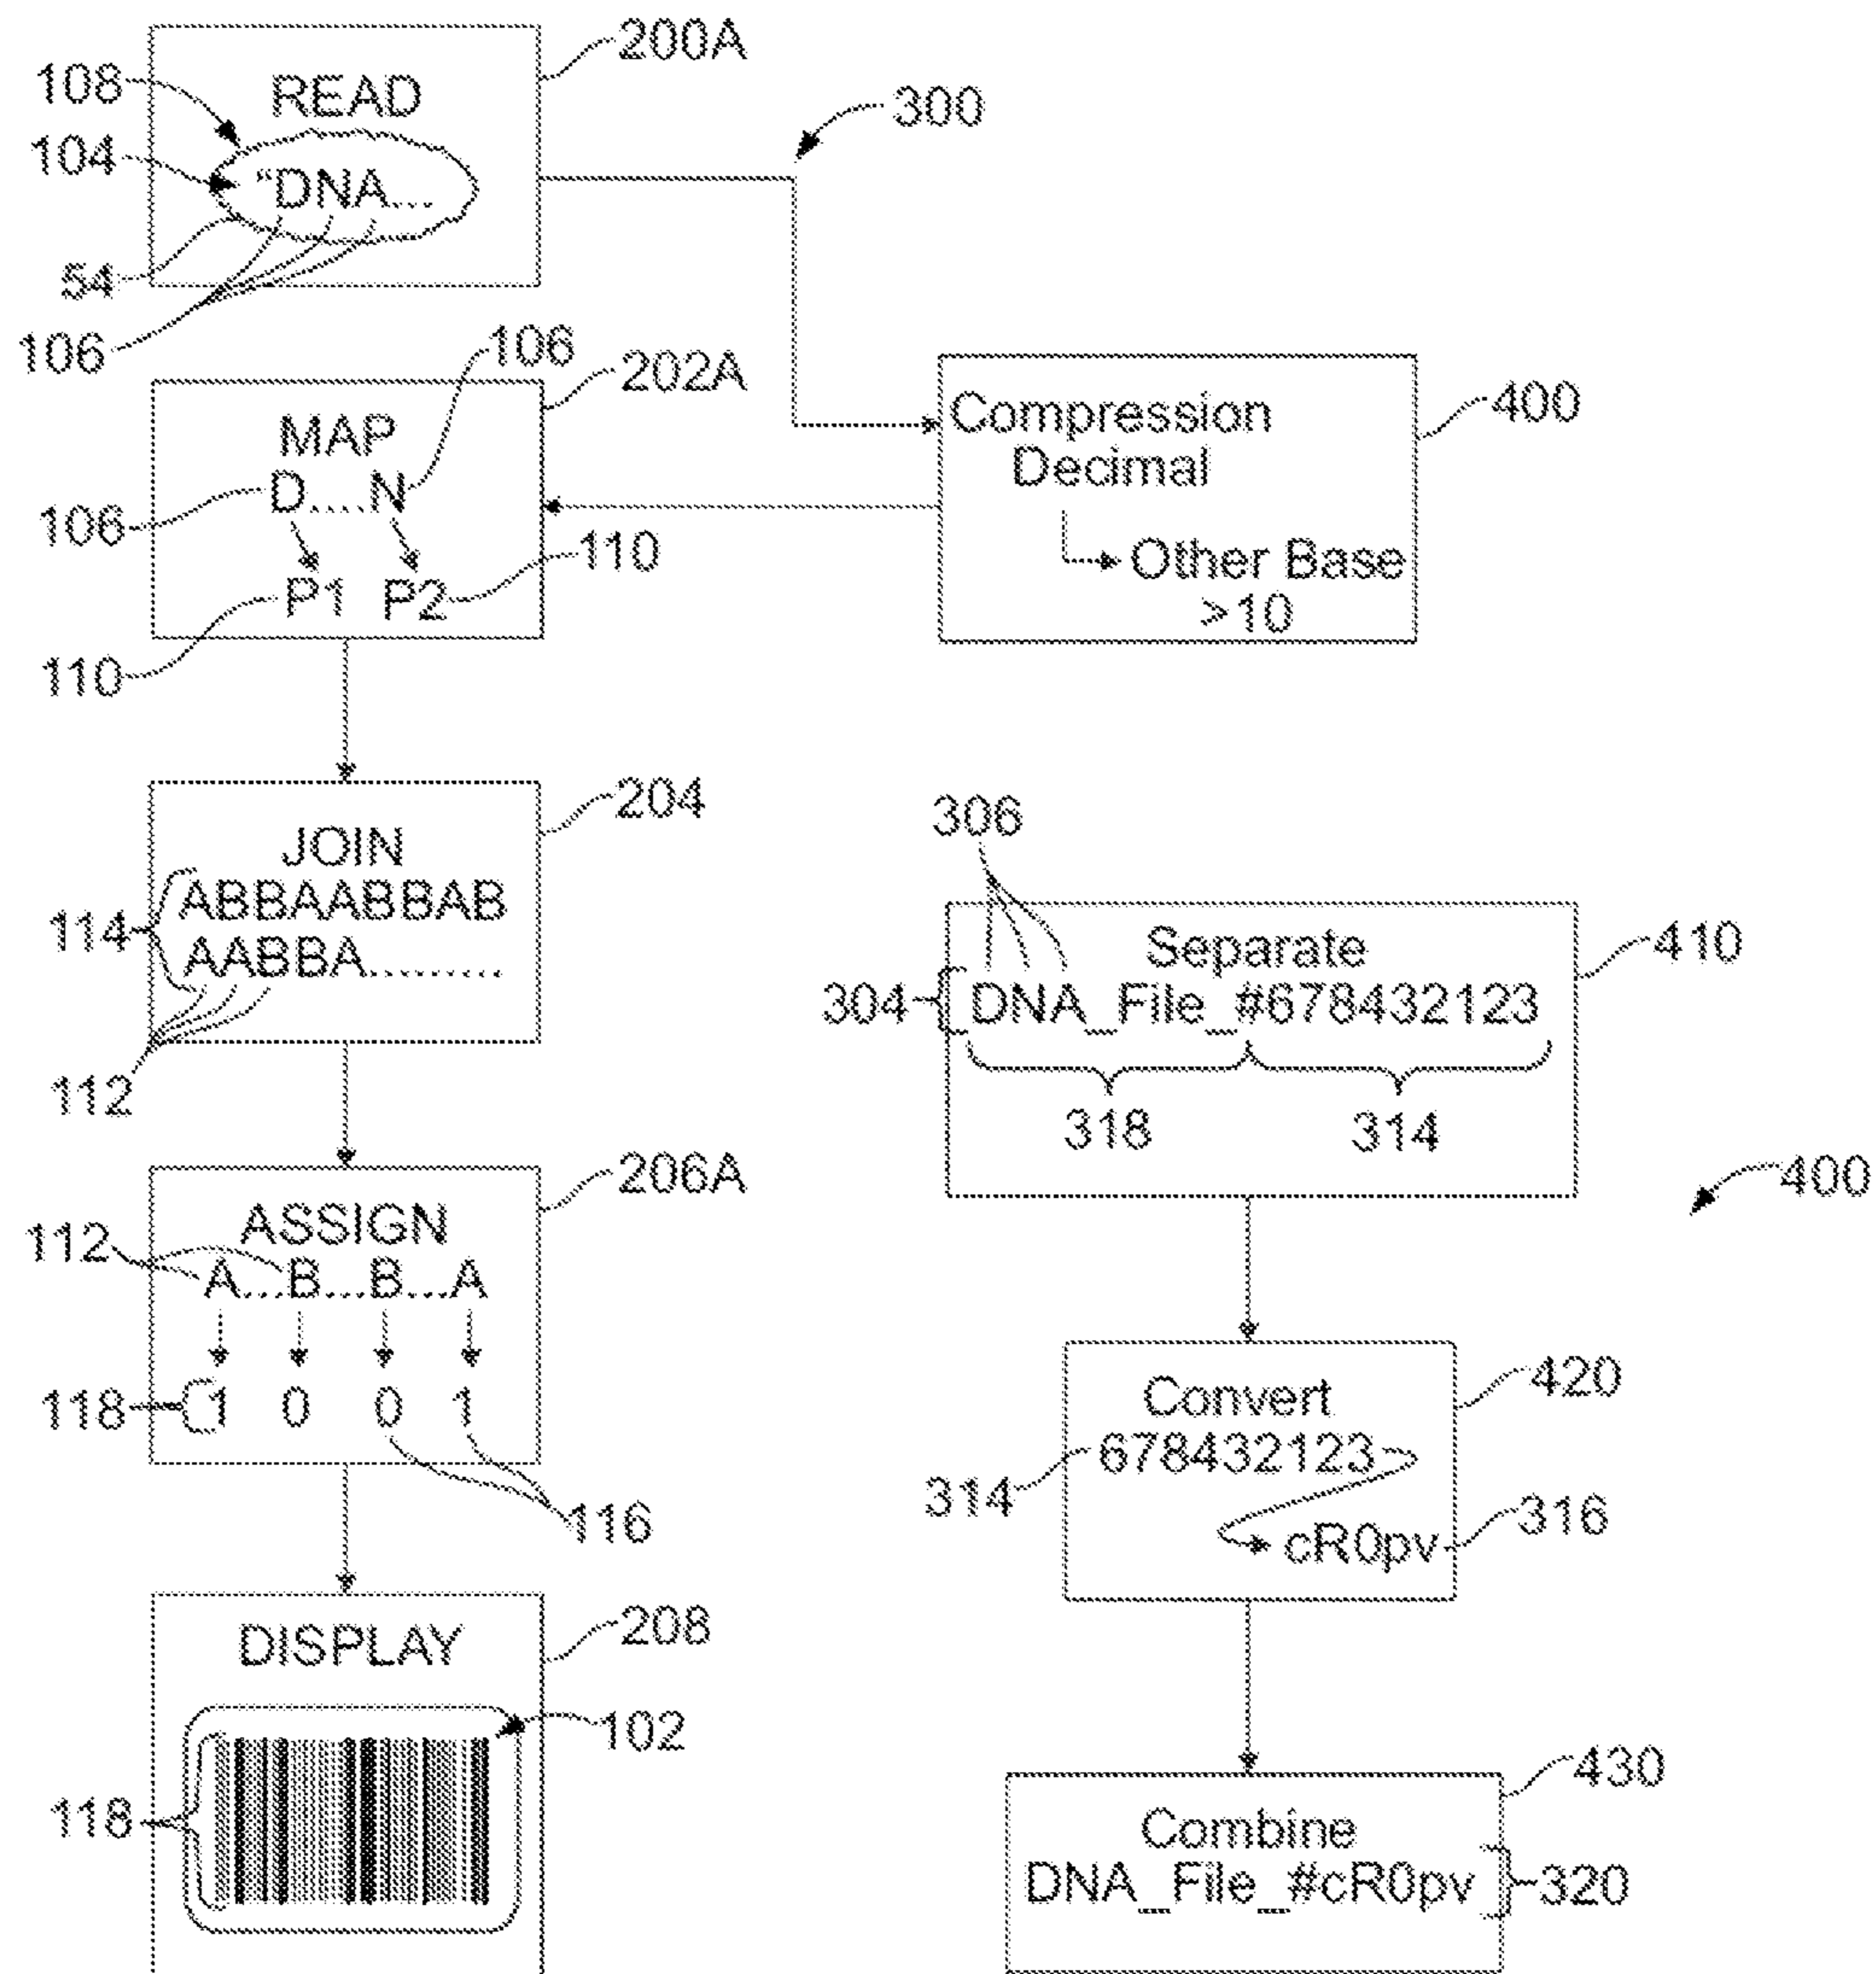 200A
READ
108
104
"DNA....
54
106
300
106
202A
MAP
D....N
106
P1 P2
110
110
Compression
Decimal
Other Base
>10
400
204
JOIN
ABBAABBAB
AABBA.........
114
112
306
410
Separate
304
DNA_File_#678432123
318 314
400
206A
ASSIGN
112
A...B...B...A
118
1 0 0 1
116
420
Convert
678432123
314
cR0pv
316
208
DISPLAY
102
118
430
Combine
DNA_File_#cR0pv
320